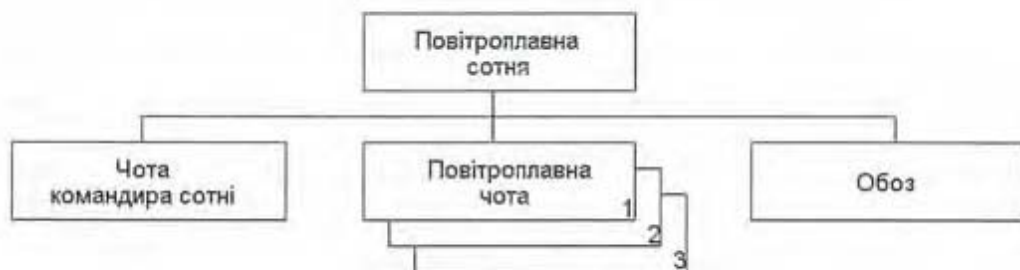 Повітроплавна
сотня
Чота
командира сотні
Повітроплавна
чота
1
2
3
Обоз